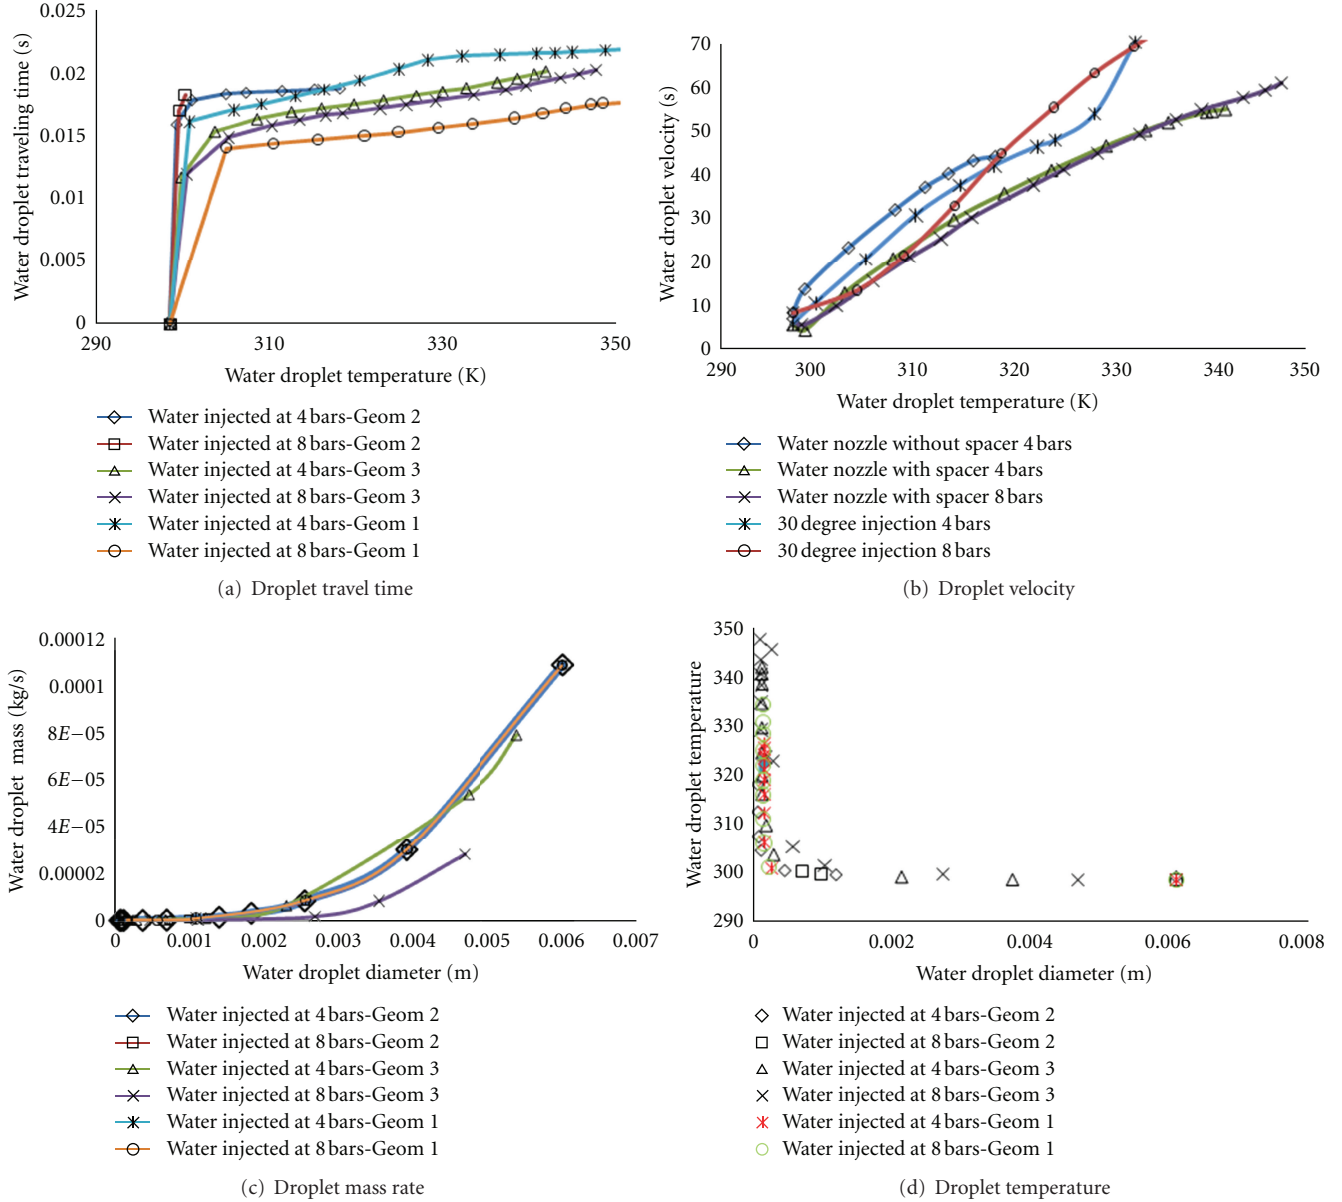 0.025
0.02
0.015
0.01
0.005
0
290
310
330
350
Water droplet traveling time (s)
Water droplet temperature (K)
Water injected at 4 bars-Geom 2
Water injected at 8 bars-Geom 2
Water injected at 4 bars-Geom 3
Water injected at 8 bars-Geom 3
Water injected at 4 bars-Geom 1
Water injected at 8 bars-Geom 1
(a) Droplet travel time
70
60
50
40
30
20
10
0
290
300
310
320
330
340
350
Water droplet velocity (s)
Water droplet temperature (K)
Water nozzle without spacer 4 bars
Water nozzle with spacer 4 bars
Water nozzle with spacer 8 bars
30 degree injection 4 bars
30 degree injection 8 bars
(b) Droplet velocity
0.00012
0.0001
8E−05
6E−05
4E−05
0.00002
0
0
0.001
0.002
0.003
0.004
0.005
0.006
0.007
Water droplet mass (kg/s)
Water droplet diameter (m)
Water injected at 4 bars-Geom 2
Water injected at 8 bars-Geom 2
Water injected at 4 bars-Geom 3
Water injected at 8 bars-Geom 3
Water injected at 4 bars-Geom 1
Water injected at 8 bars-Geom 1
(c) Droplet mass rate
350
340
330
320
310
300
290
0
0.002
0.004
0.006
0.008
Water droplet temperature
Water droplet diameter (m)
Water injected at 4 bars-Geom 2
Water injected at 8 bars-Geom 2
Water injected at 4 bars-Geom 3
Water injected at 8 bars-Geom 3
Water injected at 4 bars-Geom 1
Water injected at 8 bars-Geom 1
(d) Droplet temperature